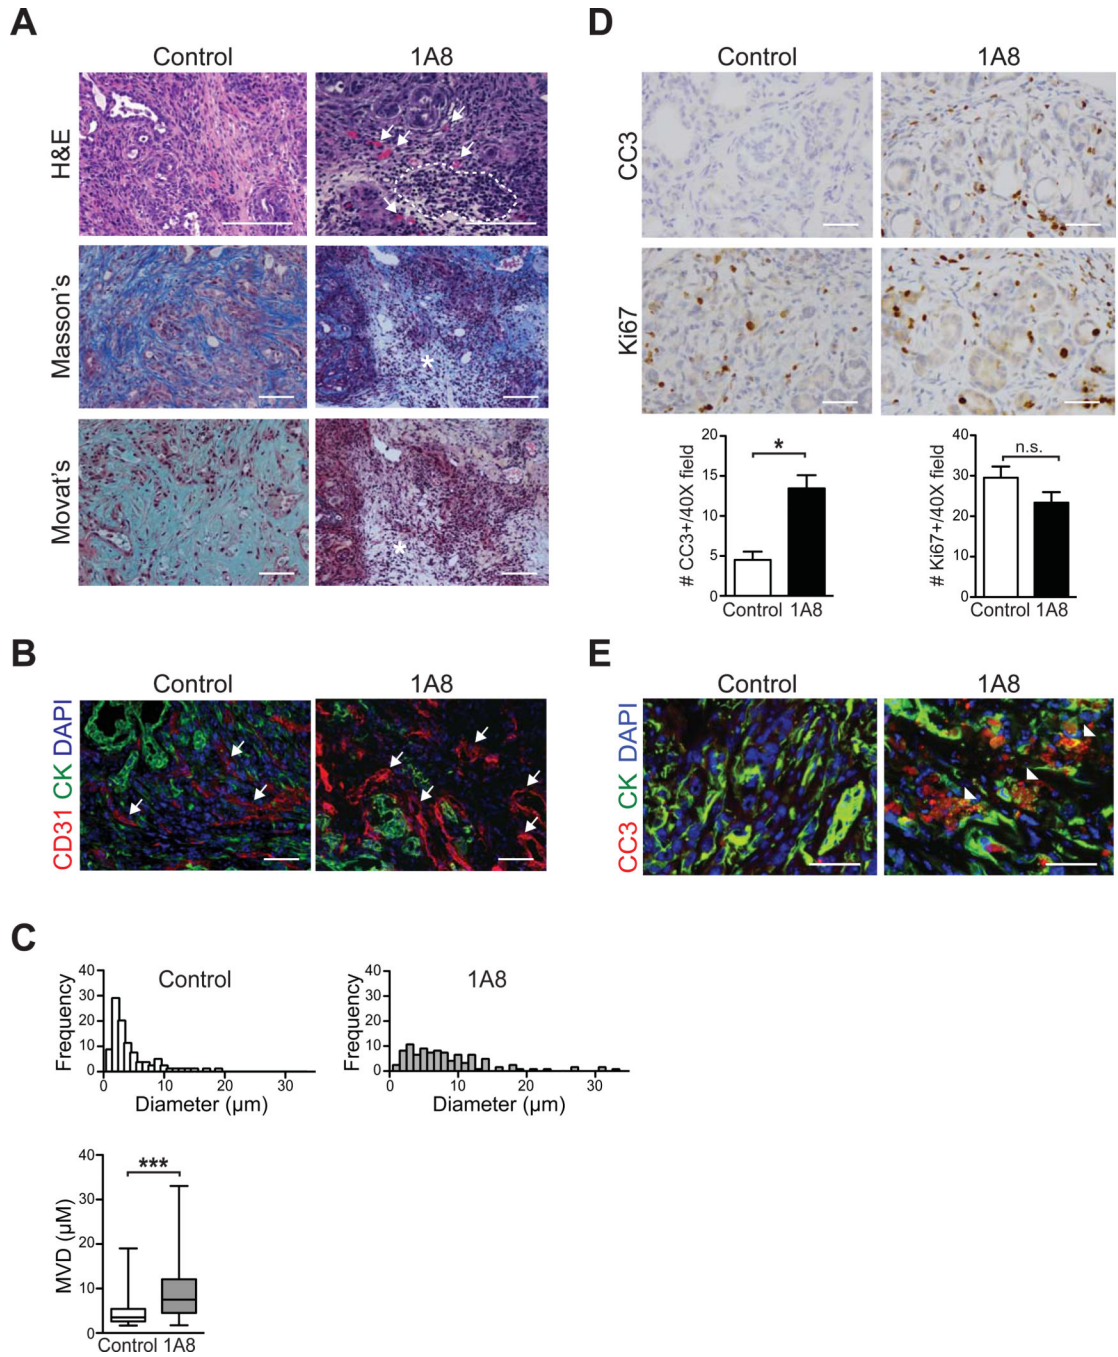 A
Control 1A8
H&E
Masson's
*
Movat's
*
B
Control 1A8
CD31 CK DAPI
C
Frequency
40
30
20
10
0
Control
0 10 20 30
Diameter (µm)
Frequency
40
30
20
10
0
1A8
0 10 20 30
Diameter (µm)
MVD (µM)
40
30
20
10
0
***
Control 1A8
D
Control 1A8
CC3
Ki67
# CC3+/40X field
20
15
10
5
0
*
Control 1A8
# Ki67+/40X field
40
30
20
10
0
n.s.
Control 1A8
E
Control 1A8
CC3 CK DAPI